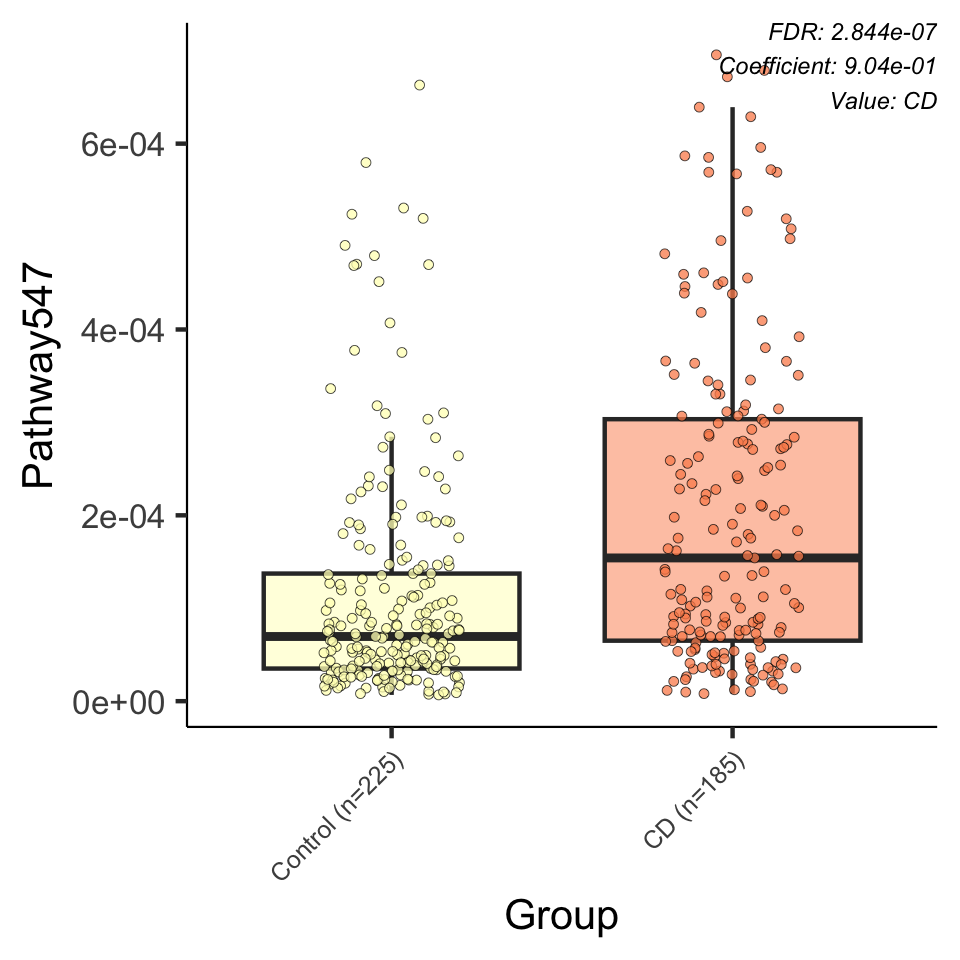 FDR: 2.844e-07
Coefficient: 9.04e-01
Value: CD
6e-04
4e-04
2e-04
0e+00
Pathway547
Control (n=225)
CD (n=185)
Group